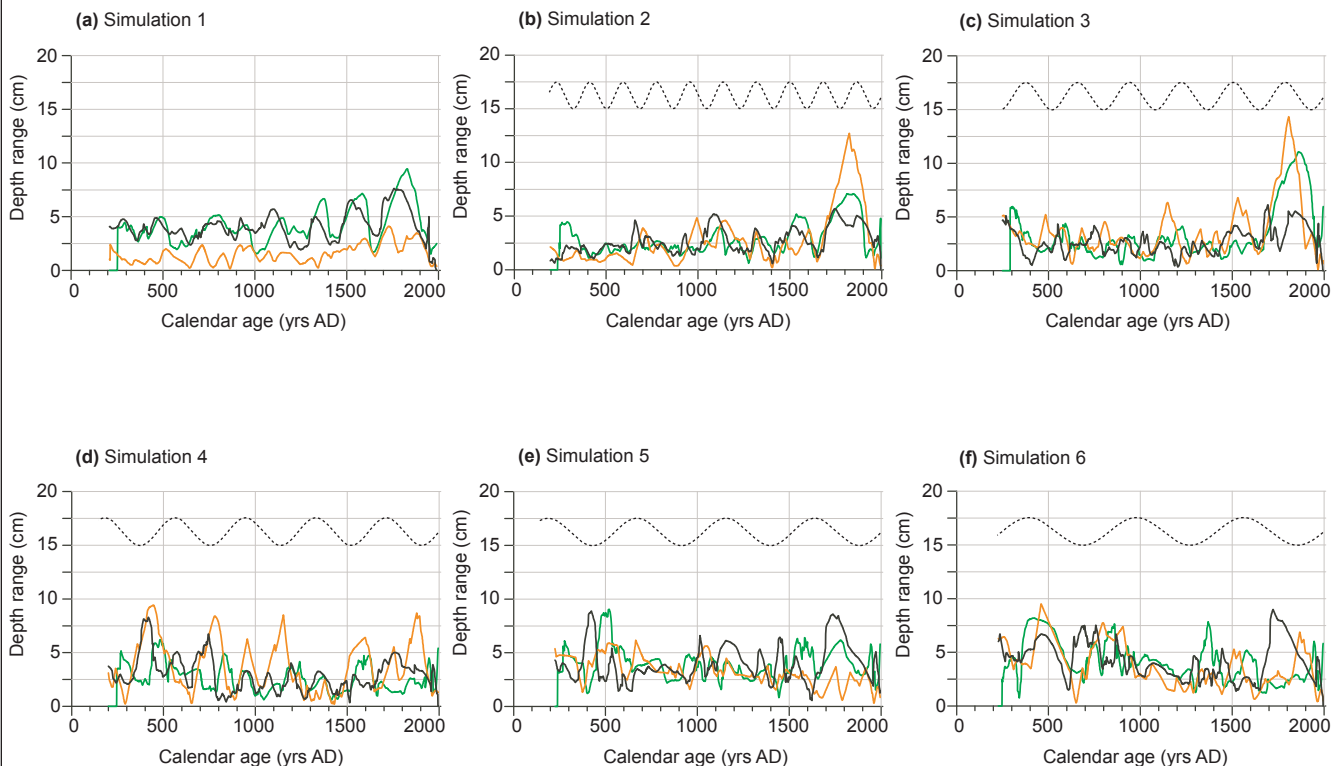 (a) Simulation 1
(b) Simulation 2
(c) Simulation 3
20
15
10
5
0
Depth range (cm)
0 500 1000 1500 2000
Calendar age (yrs AD)
20
15
10
5
0
Depth range (cm)
0 500 1000 1500 2000
Calendar age (yrs AD)
20
15
10
5
0
Depth range (cm)
0 500 1000 1500 2000
Calendar age (yrs AD)
(d) Simulation 4
(e) Simulation 5
(f) Simulation 6
20
15
10
5
0
Depth range (cm)
0 500 1000 1500 2000
Calendar age (yrs AD)
20
15
10
5
0
Depth range (cm)
0 500 1000 1500 2000
Calendar age (yrs AD)
20
15
10
5
0
Depth range (cm)
0 500 1000 1500 2000
Calendar age (yrs AD)